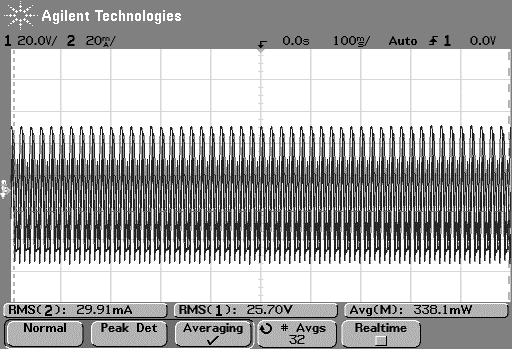 Agilent Technologies
1 20.0V/ 2 20mA/ 0.0s 100ms/ Auto 1 0.0V
RMS(2): 29.91mA RMS(1): 25.70V Avg(M): 338.1mW
Normal Peak Det Averaging # Avgs Realtime
32